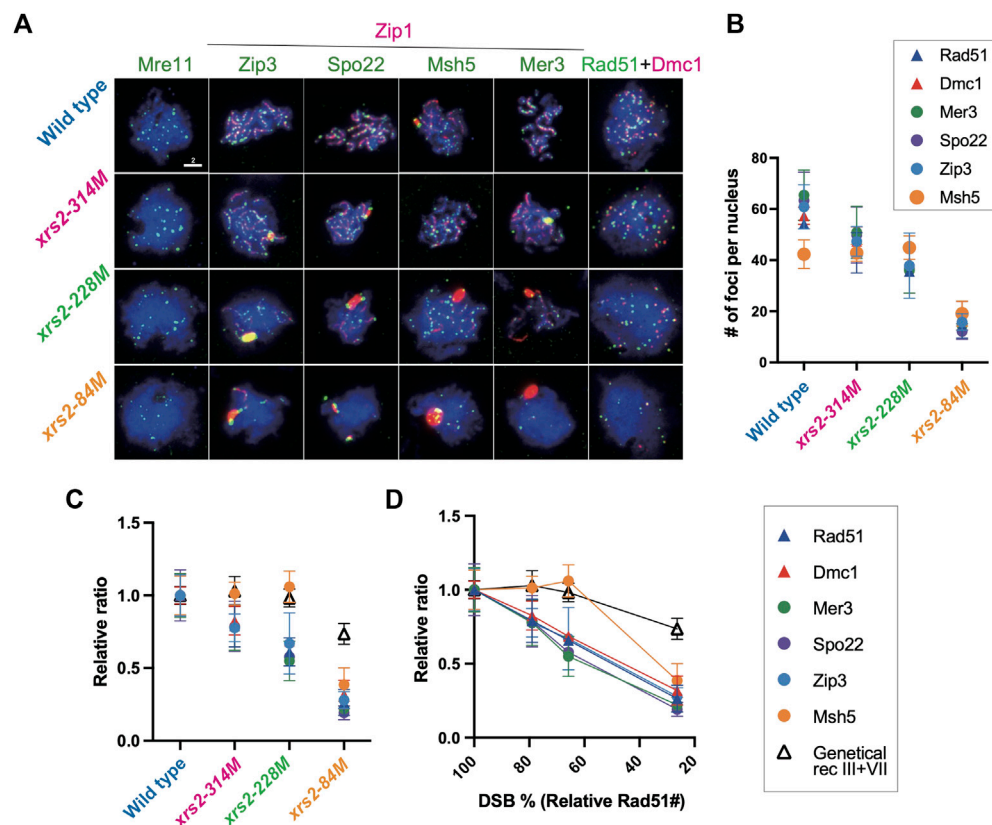 A
Zip1
Mre11 Zip3 Spo22 Msh5 Mer3 Rad51+Dmc1
Wild type
2
xrs2-314M
xrs2-228M
xrs2-84M
B
# of foci per nucleus
80
60
40
20
0
Wild type
xrs2-314M
xrs2-228M
xrs2-84M
Rad51
Dmc1
Mer3
Spo22
Zip3
Msh5
C
Relative ratio
1.5
1.0
0.5
0.0
Wild type
xrs2-314M
xrs2-228M
xrs2-84M
D
Relative ratio
1.5
1.0
0.5
0.0
100 80 60 40 20
DSB % (Relative Rad51#)
Rad51
Dmc1
Mer3
Spo22
Zip3
Msh5
Genetical
rec III+VII